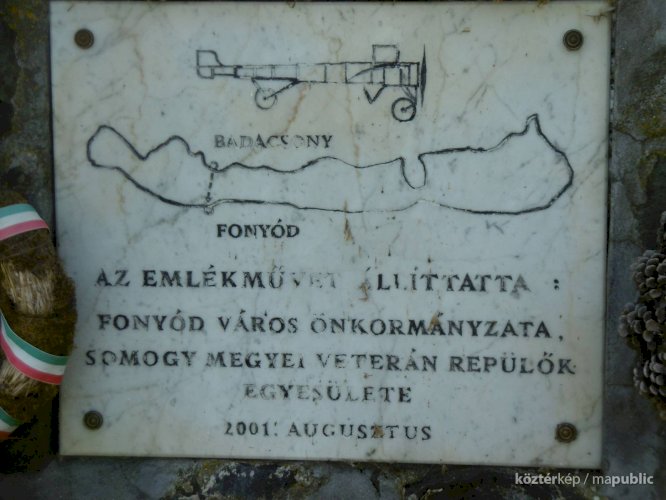 BADACSONY
FONYÓD
AZ EMLÉKMŰVET ÁLLÍTTATTA :
FONYÓD VÁROS ÖNKORMÁNYZATA,
SOMOGY MEGYEI VETERÁN REPÜLŐK
EGYESÜLETE
2001. AUGUSZTUS
köztérkép / mapublic